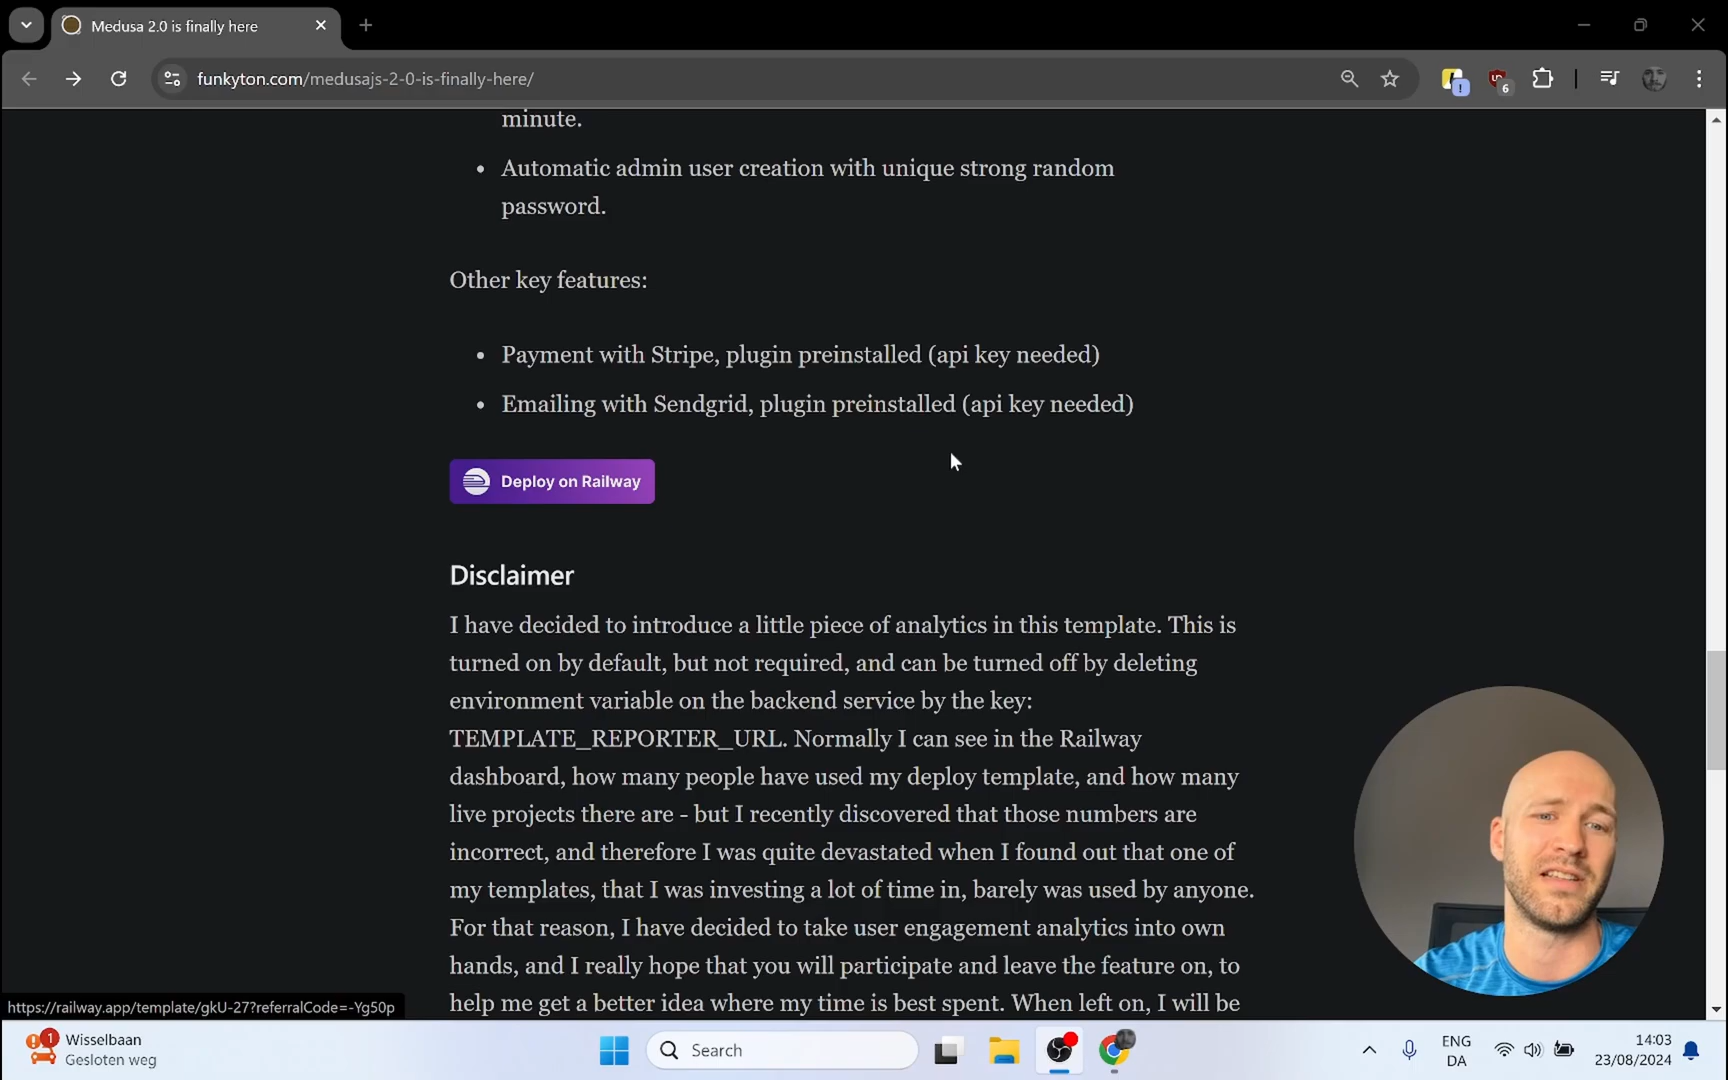 Medusa 2.0 is finally here
funkyton.com/medusajs-2-0-is-finally-here/
!
6
minute.
• Automatic admin user creation with unique strong random
password.
Other key features:
• Payment with Stripe, plugin preinstalled (api key needed)
• Emailing with Sendgrid, plugin preinstalled (api key needed)
Deploy on Railway
Disclaimer
I have decided to introduce a little piece of analytics in this template. This is
turned on by default, but not required, and can be turned off by deleting
environment variable on the backend service by the key:
TEMPLATE_REPORTER_URL. Normally I can see in the Railway
dashboard, how many people have used my deploy template, and how many
live projects there are - but I recently discovered that those numbers are
incorrect, and therefore I was quite devastated when I found out that one of
my templates, that I was investing a lot of time in, barely was used by anyone.
For that reason, I have decided to take user engagement analytics into own
hands, and I really hope that you will participate and leave the feature on, to
help me get a better idea where my time is best spent. When left on, I will be
https://railway.app/template/gkU-27?referralCode=-Yg50p
1
Wisselbaan
Gesloten weg
Search
ENG
DA
14:03
23/08/2024